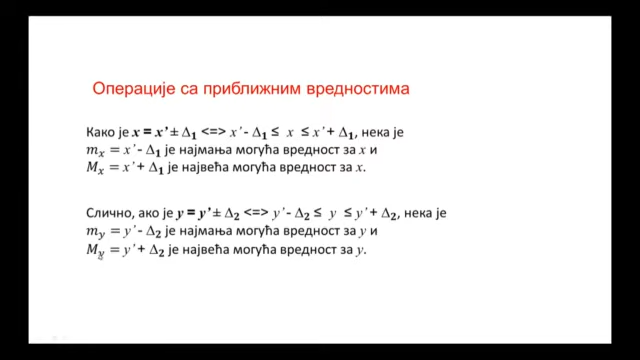 Операције са приближним вредностима
Како је x = x’ ± Δ₁ <=> x’ - Δ₁ ≤ x ≤ x’ + Δ₁, нека је
mₓ = x’ - Δ₁ је најмања могућа вредност за x и
Mₓ = x’ + Δ₁ је највећа могућа вредност за x.
Слично, ако је y = y’ ± Δ₂ <=> y’ - Δ₂ ≤ y ≤ y’ + Δ₂, нека је
m_y = y’ - Δ₂ је најмања могућа вредност за y и
M_y = y’ + Δ₂ је највећа могућа вредност за y.